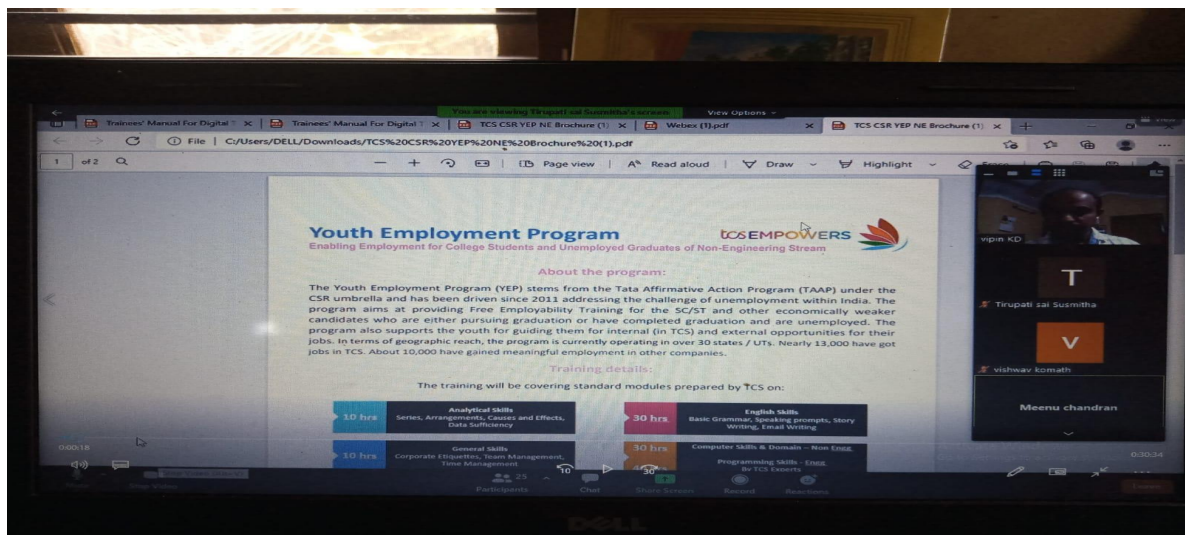 You are viewing Tirupati sai Susmitha's screen
View Options
Trainees' Manual For Digital
Trainees' Manual For Digital
TCS CSR YEP NE Brochure (1)
Webex (1).pdf
TCS CSR YEP NE Brochure (1)
File | C:/Users/DELL/Downloads/TCS%20CSR%20YEP%20NE%20Brochure%20(1).pdf
1 of 2
Page view
Read aloud
Draw
Highlight
Youth Employment Program
TCS EMPOWERS
Enabling Employment for College Students and Unemployed Graduates of Non-Engineering Stream
About the program:
The Youth Employment Program (YEP) stems from the Tata Affirmative Action Program (TAAP) under the
CSR umbrella and has been driven since 2011 addressing the challenge of unemployment within India. The
program aims at providing Free Employability Training for the SC/ST and other economically weaker
candidates who are either pursuing graduation or have completed graduation and are unemployed. The
program also supports the youth for guiding them for internal (in TCS) and external opportunities for their
jobs. In terms of geographic reach, the program is currently operating in over 30 states / UTs. Nearly 13,000 have got
jobs in TCS. About 10,000 have gained meaningful employment in other companies.
Training details:
The training will be covering standard modules prepared by TCS on:
10 hrs
Analytical Skills
Series, Arrangements, Causes and Effects,
Data Sufficiency
30 hrs
English Skills
Basic Grammar, Speaking prompts, Story
Writing, Email Writing
10 hrs
General Skills
Corporate Etiquettes, Team Management,
Time Management
30 hrs
Computer Skills & Domain – Non Engg
Programming Skills - Engg
By TCS Experts
vipin KD
T
Tirupati sai Susmitha
V
vishwav komath
Meenu chandran
0:00:18
0:30:34
10
30
25
Participants
Chat
Share Screen
Record
Reactions
DELL